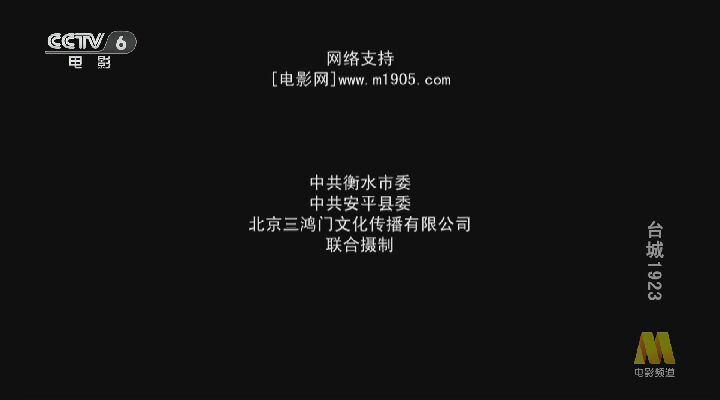 CCTV 6
电影
网络支持
[电影网]www.m1905.com
中共衡水市委
中共安平县委
北京三鸿门文化传播有限公司
联合摄制
台城1923
电影频道